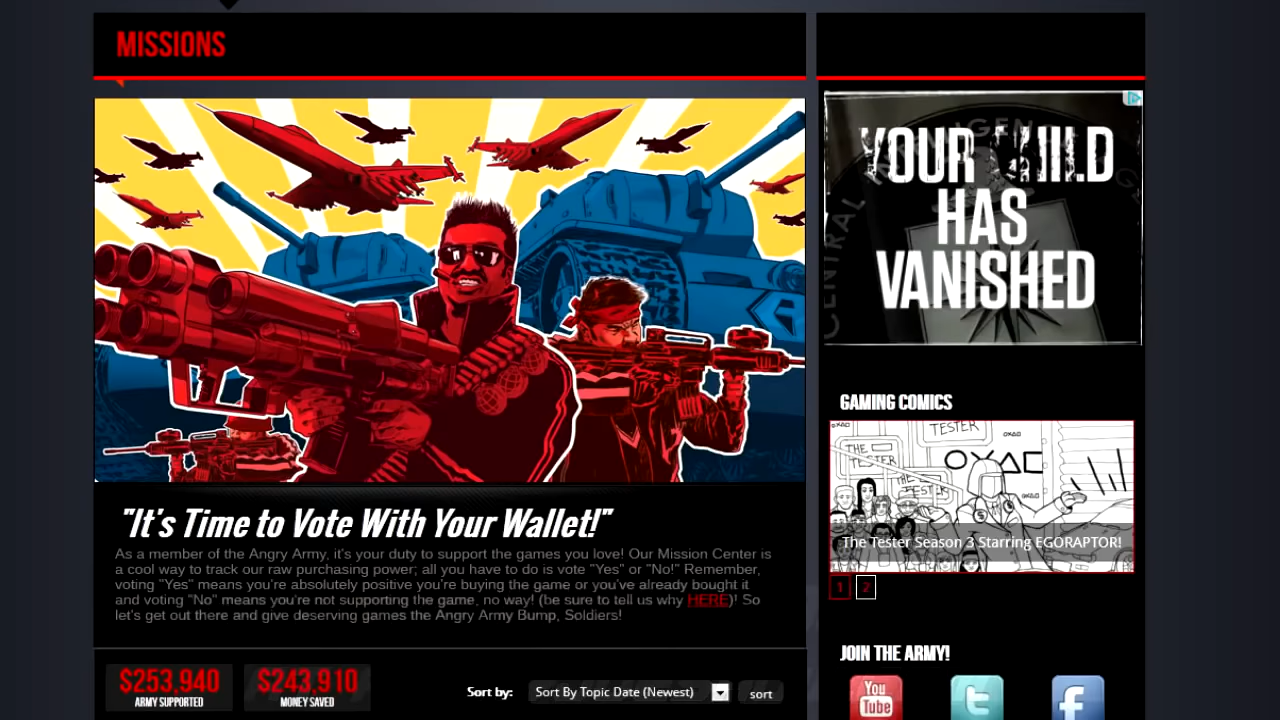 MISSIONS
"It's Time to Vote With Your Wallet!"
As a member of the Angry Army, it's your duty to support the games you love! Our Mission Center is
a cool way to track our raw purchasing power; all you have to do is vote "Yes" or "No!" Remember,
voting "Yes" means you're absolutely positive you're buying the game or you've already bought it
and voting "No" means you're not supporting the game, no way! (be sure to tell us why HERE)! So
let's get out there and give deserving games the Angry Army Bump, Soldiers!
$253,940
ARMY SUPPORTED
$243,910
MONEY SAVED
Sort by:
Sort By Topic Date (Newest)
sort
YOUR
HAS
VANISHED
CENTRAL
GAMING COMICS
TESTER
THE
TESTER
OXAC
The Tester Season 3 Starring EGORAPTOR!
1 2
JOIN THE ARMY!
You
Tube
t
f